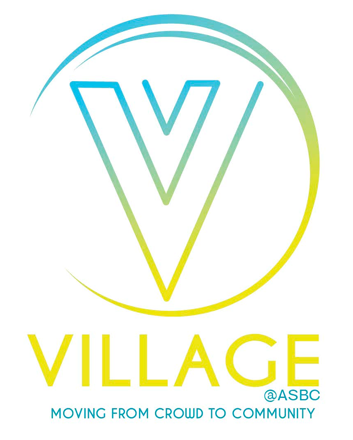 VILLAGE
@ASBC
MOVING FROM CROWD TO COMMUNITY